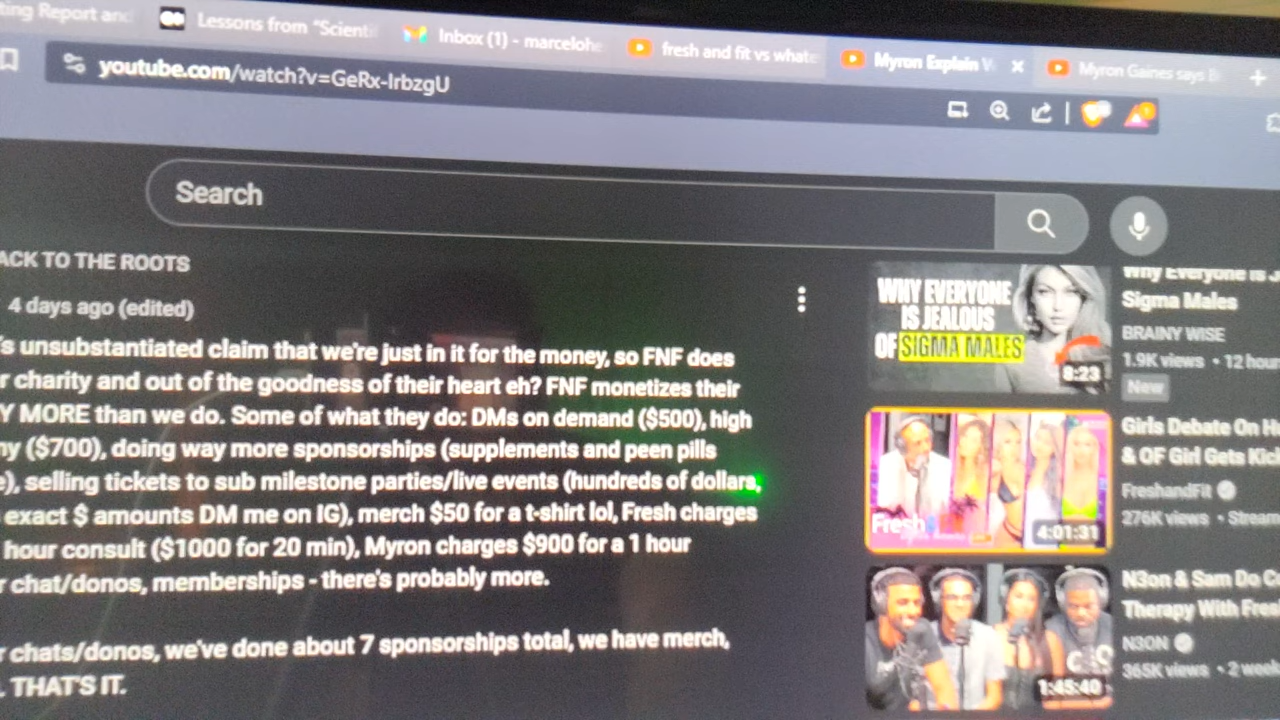 ting Report and
Lessons from "Scienti
Inbox (1) - marcelohe
fresh and fit vs whate
Myron Explain W
Myron Gaines says B
youtube.com/watch?v=GeRx-IrbzgU
Search
ACK TO THE ROOTS
4 days ago (edited)
's unsubstantiated claim that we're just in it for the money, so FNF does
r charity and out of the goodness of their heart eh? FNF monetizes their
Y MORE than we do. Some of what they do: DMs on demand ($500), high
ny ($700), doing way more sponsorships (supplements and peen pills
e), selling tickets to sub milestone parties/live events (hundreds of dollars,
exact $ amounts DM me on IG), merch $50 for a t-shirt lol, Fresh charges
hour consult ($1000 for 20 min), Myron charges $900 for a 1 hour
r chat/donos, memberships - there's probably more.
r chats/donos, we've done about 7 sponsorships total, we have merch,
. THAT'S IT.
WHY EVERYONE
IS JEALOUS
OF SIGMA MALES
8:23
Why Everyone Is J
Sigma Males
BRAINY WISE
1.9K views • 12 hour
New
Fresh
4:01:31
Girls Debate On H
& OF Girl Gets Kick
FreshandFit
276K views • Stream
1:45:40
N3on & Sam Do Co
Therapy With Fres
N3ON
365K views • 2 week